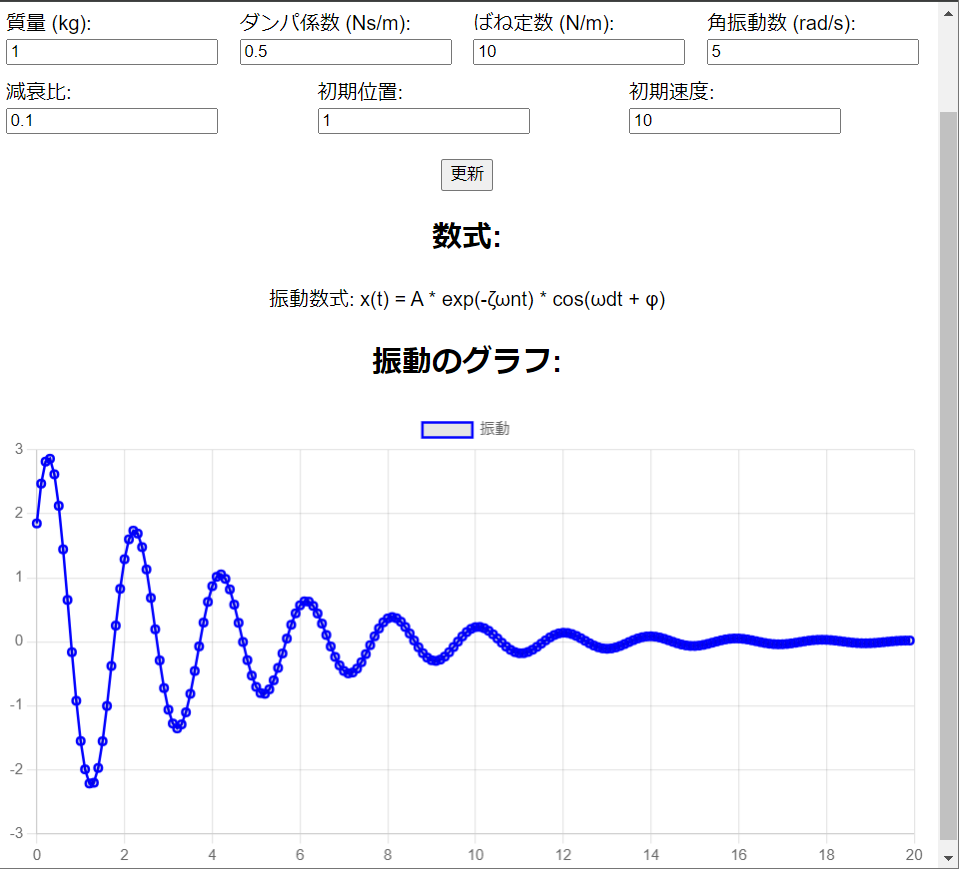 質量 (kg): ダンパ係数 (Ns/m): ばね定数 (N/m): 角振動数 (rad/s):
1 0.5 10 5
減衰比: 初期位置: 初期速度:
0.1 1 10
更新
数式:
振動数式: x(t) = A * exp(-ζωnt) * cos(ωdt + φ)
振動のグラフ:
振動
3
2
1
0
-1
-2
-3
0 2 4 6 8 10 12 14 16 18 20